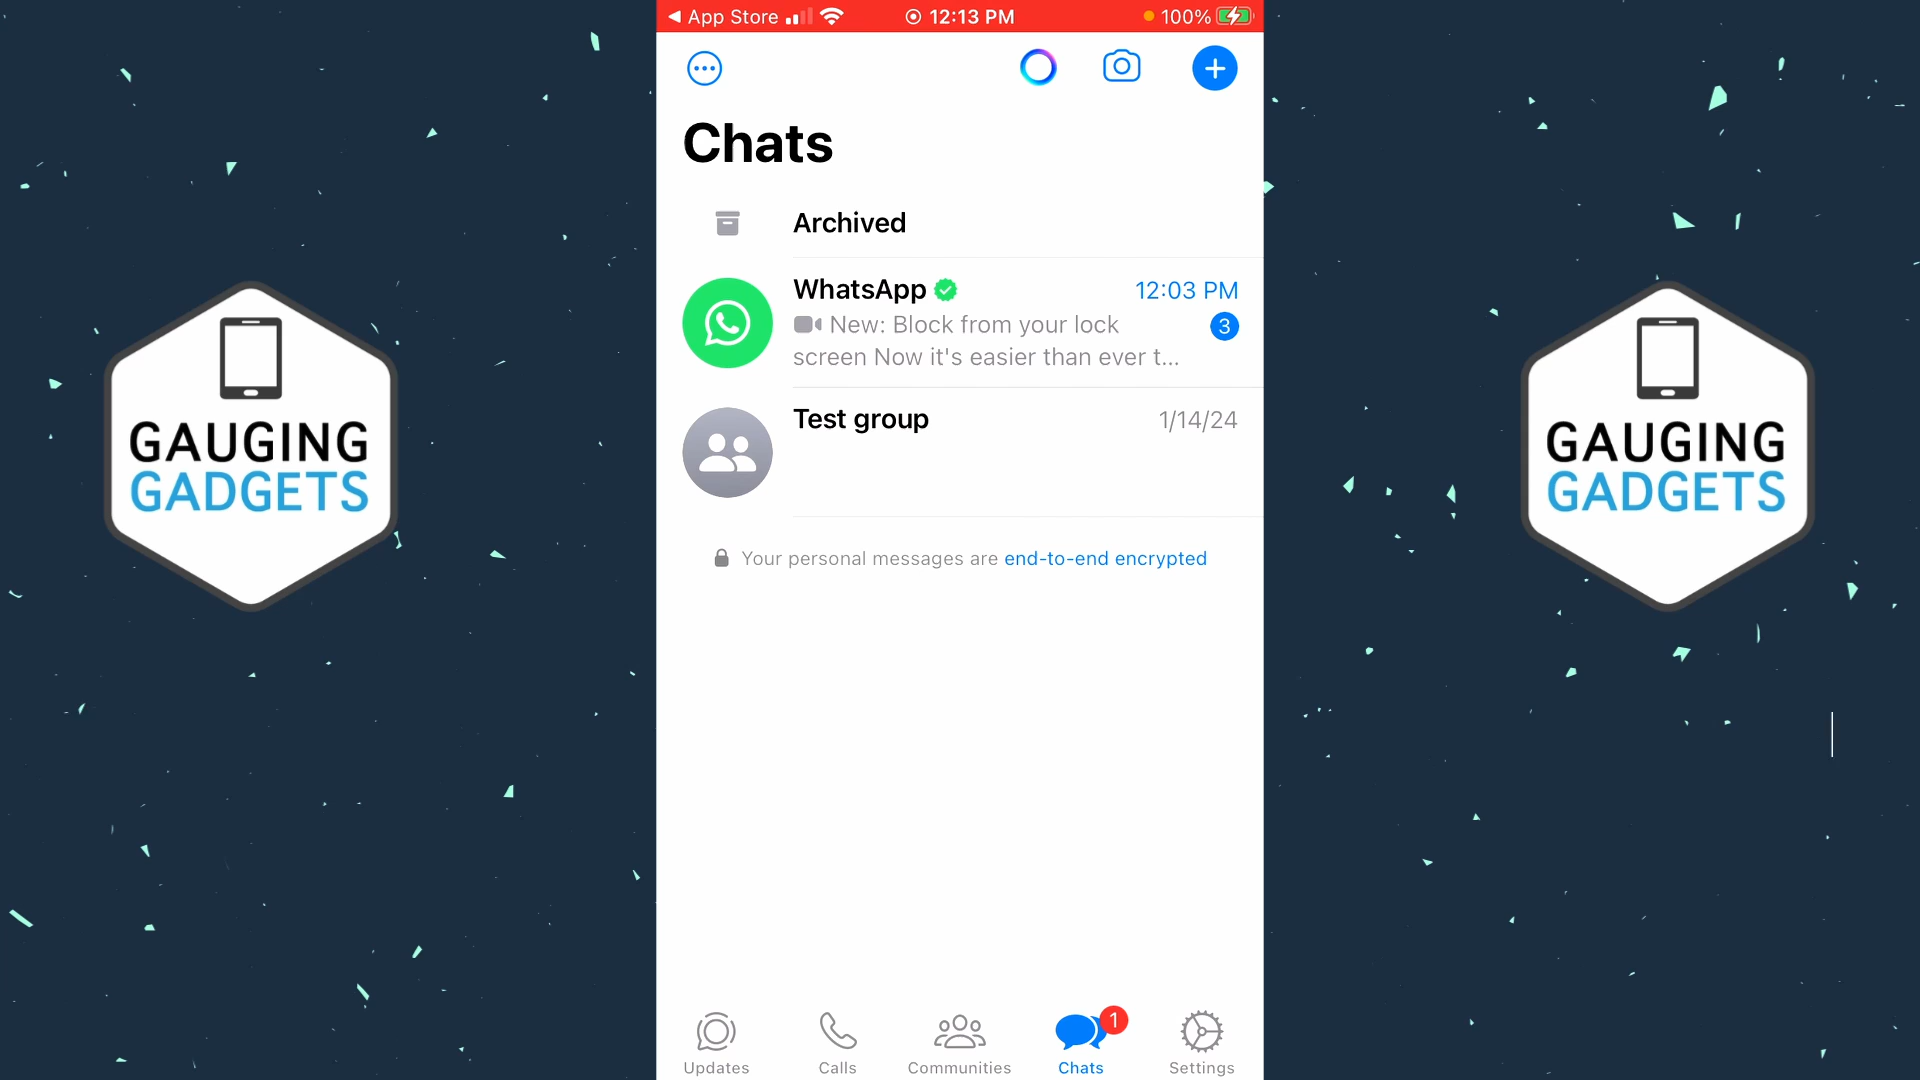 App Store
12:13 PM
100%
Chats
Archived
WhatsApp
12:03 PM
New: Block from your lock
screen Now it's easier than ever t...
3
Test group
1/14/24
Your personal messages are end-to-end encrypted
1
Updates
Calls
Communities
Chats
Settings
GAUGING
GADGETS
GAUGING
GADGETS